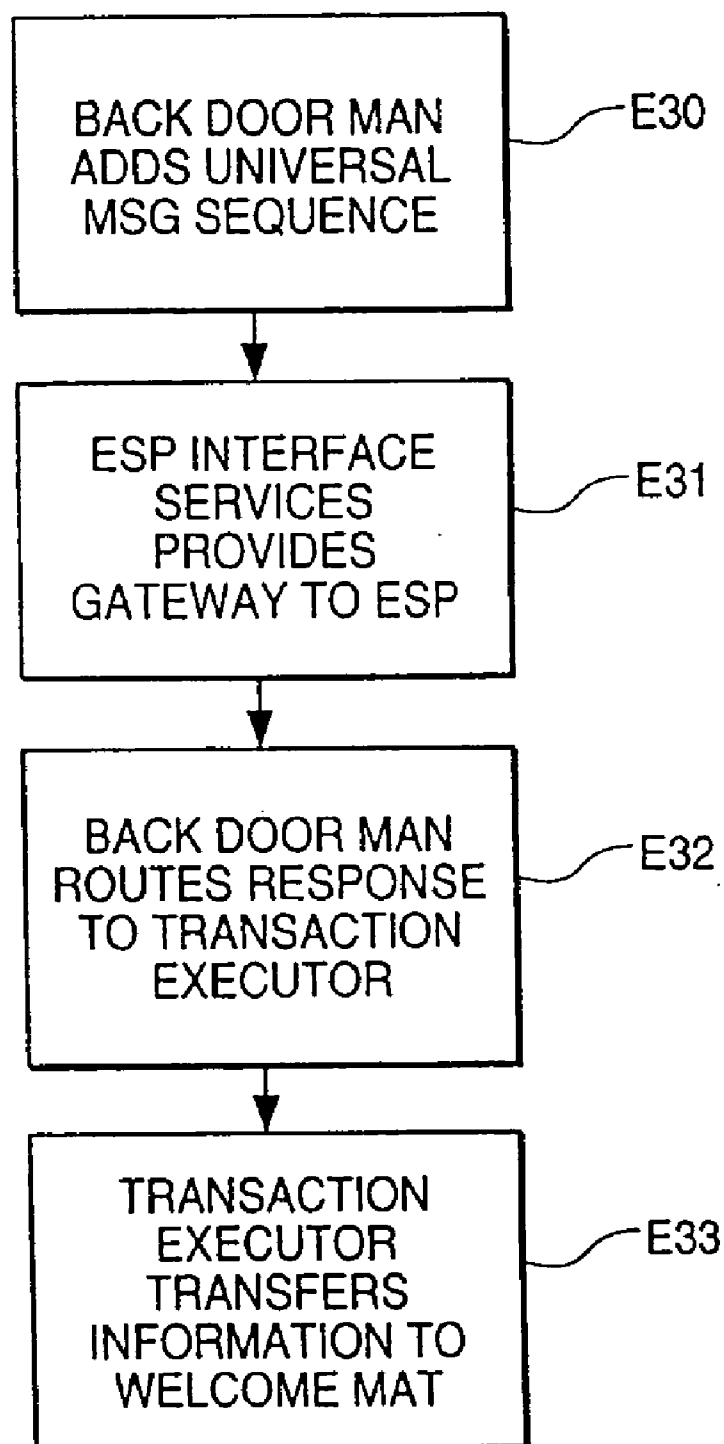 BACK DOOR MAN
ADDS UNIVERSAL
MSG SEQUENCE
E30
ESP INTERFACE
SERVICES
PROVIDES
GATEWAY TO ESP
E31
BACK DOOR MAN
ROUTES RESPONSE
TO TRANSACTION
EXECUTOR
E32
TRANSACTION
EXECUTOR
TRANSFERS
INFORMATION TO
WELCOME MAT
E33